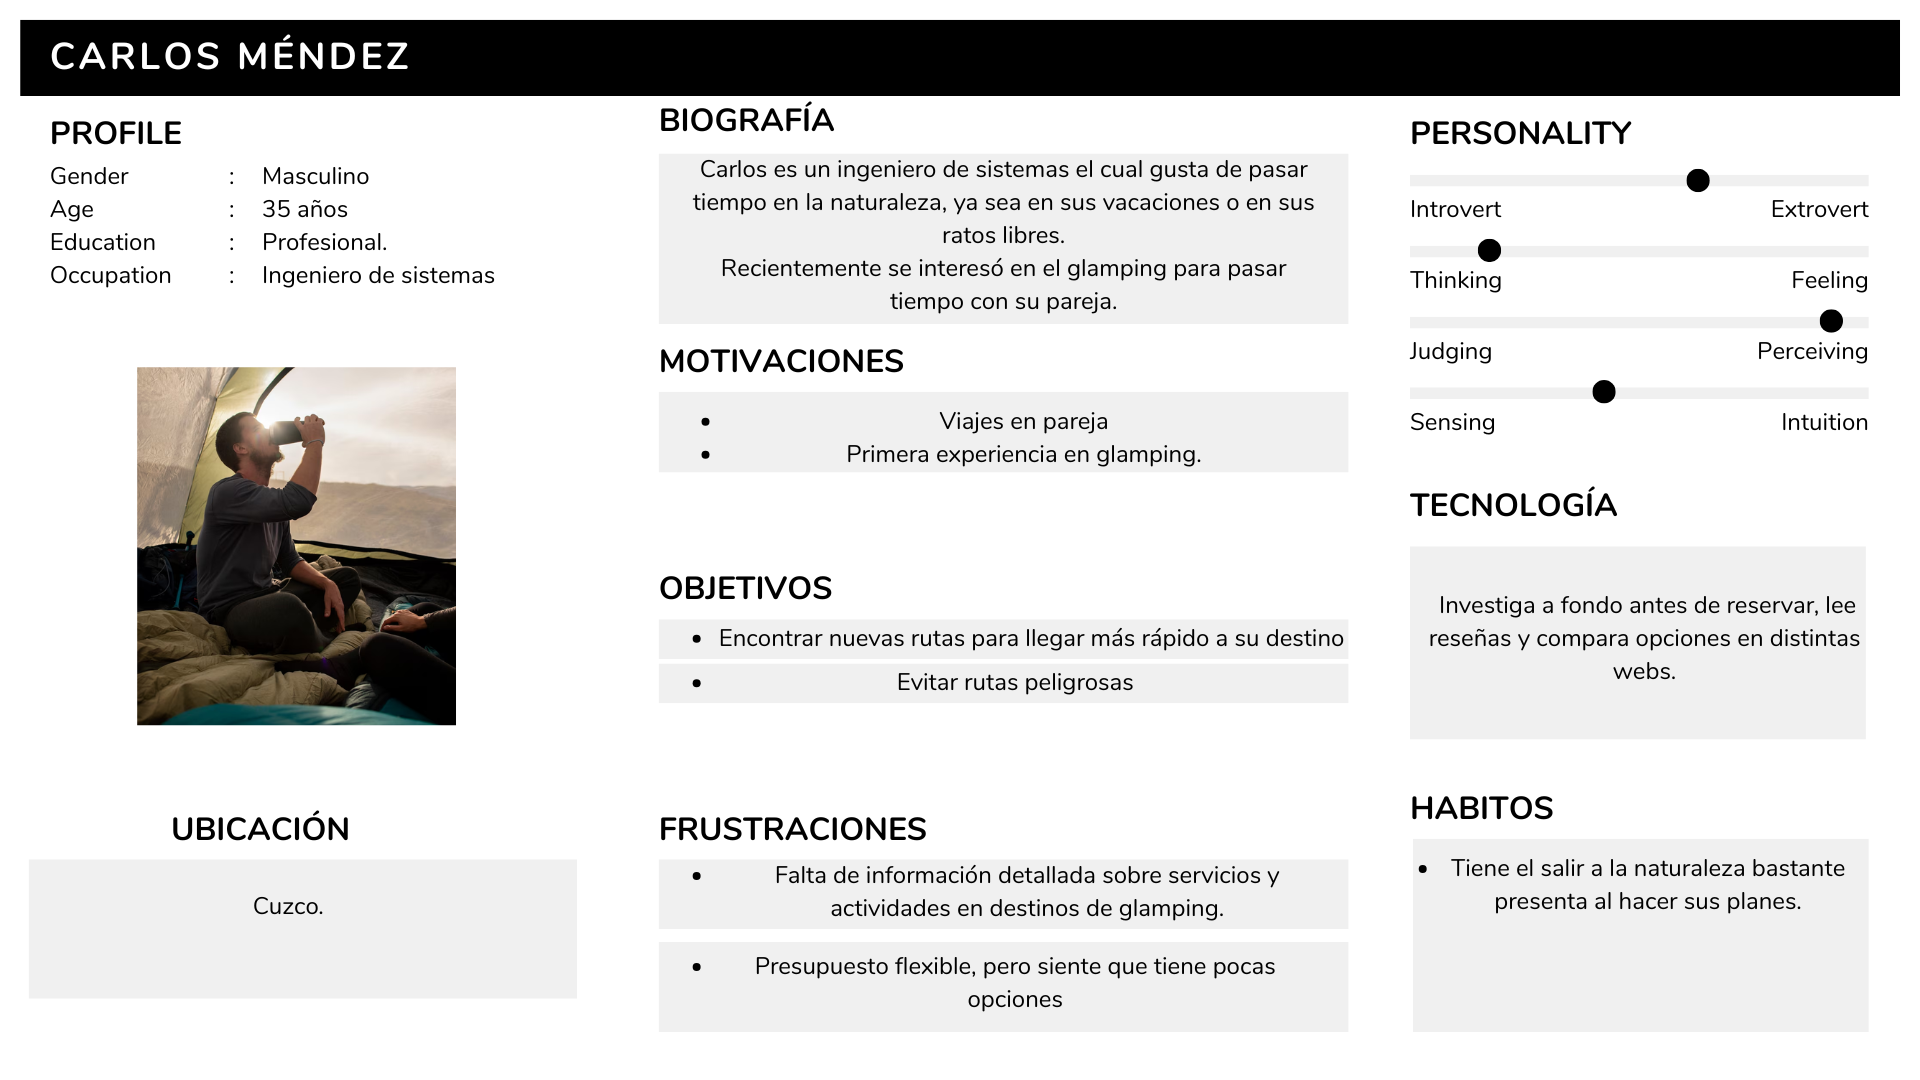 CARLOS MÉNDEZ
PROFILE
Gender : Masculino
Age : 35 años
Education : Profesional.
Occupation : Ingeniero de sistemas
UBICACIÓN
Cuzco.
BIOGRAFÍA
Carlos es un ingeniero de sistemas el cual gusta de pasar
tiempo en la naturaleza, ya sea en sus vacaciones o en sus
ratos libres.
Recientemente se interesó en el glamping para pasar
tiempo con su pareja.
MOTIVACIONES
• Viajes en pareja
• Primera experiencia en glamping.
OBJETIVOS
• Encontrar nuevas rutas para llegar más rápido a su destino
• Evitar rutas peligrosas
FRUSTRACIONES
• Falta de información detallada sobre servicios y
actividades en destinos de glamping.
• Presupuesto flexible, pero siente que tiene pocas
opciones
PERSONALITY
Introvert Extrovert
Thinking Feeling
Judging Perceiving
Sensing Intuition
TECNOLOGÍA
Investiga a fondo antes de reservar, lee
reseñas y compara opciones en distintas
webs.
HABITOS
• Tiene el salir a la naturaleza bastante
presenta al hacer sus planes.